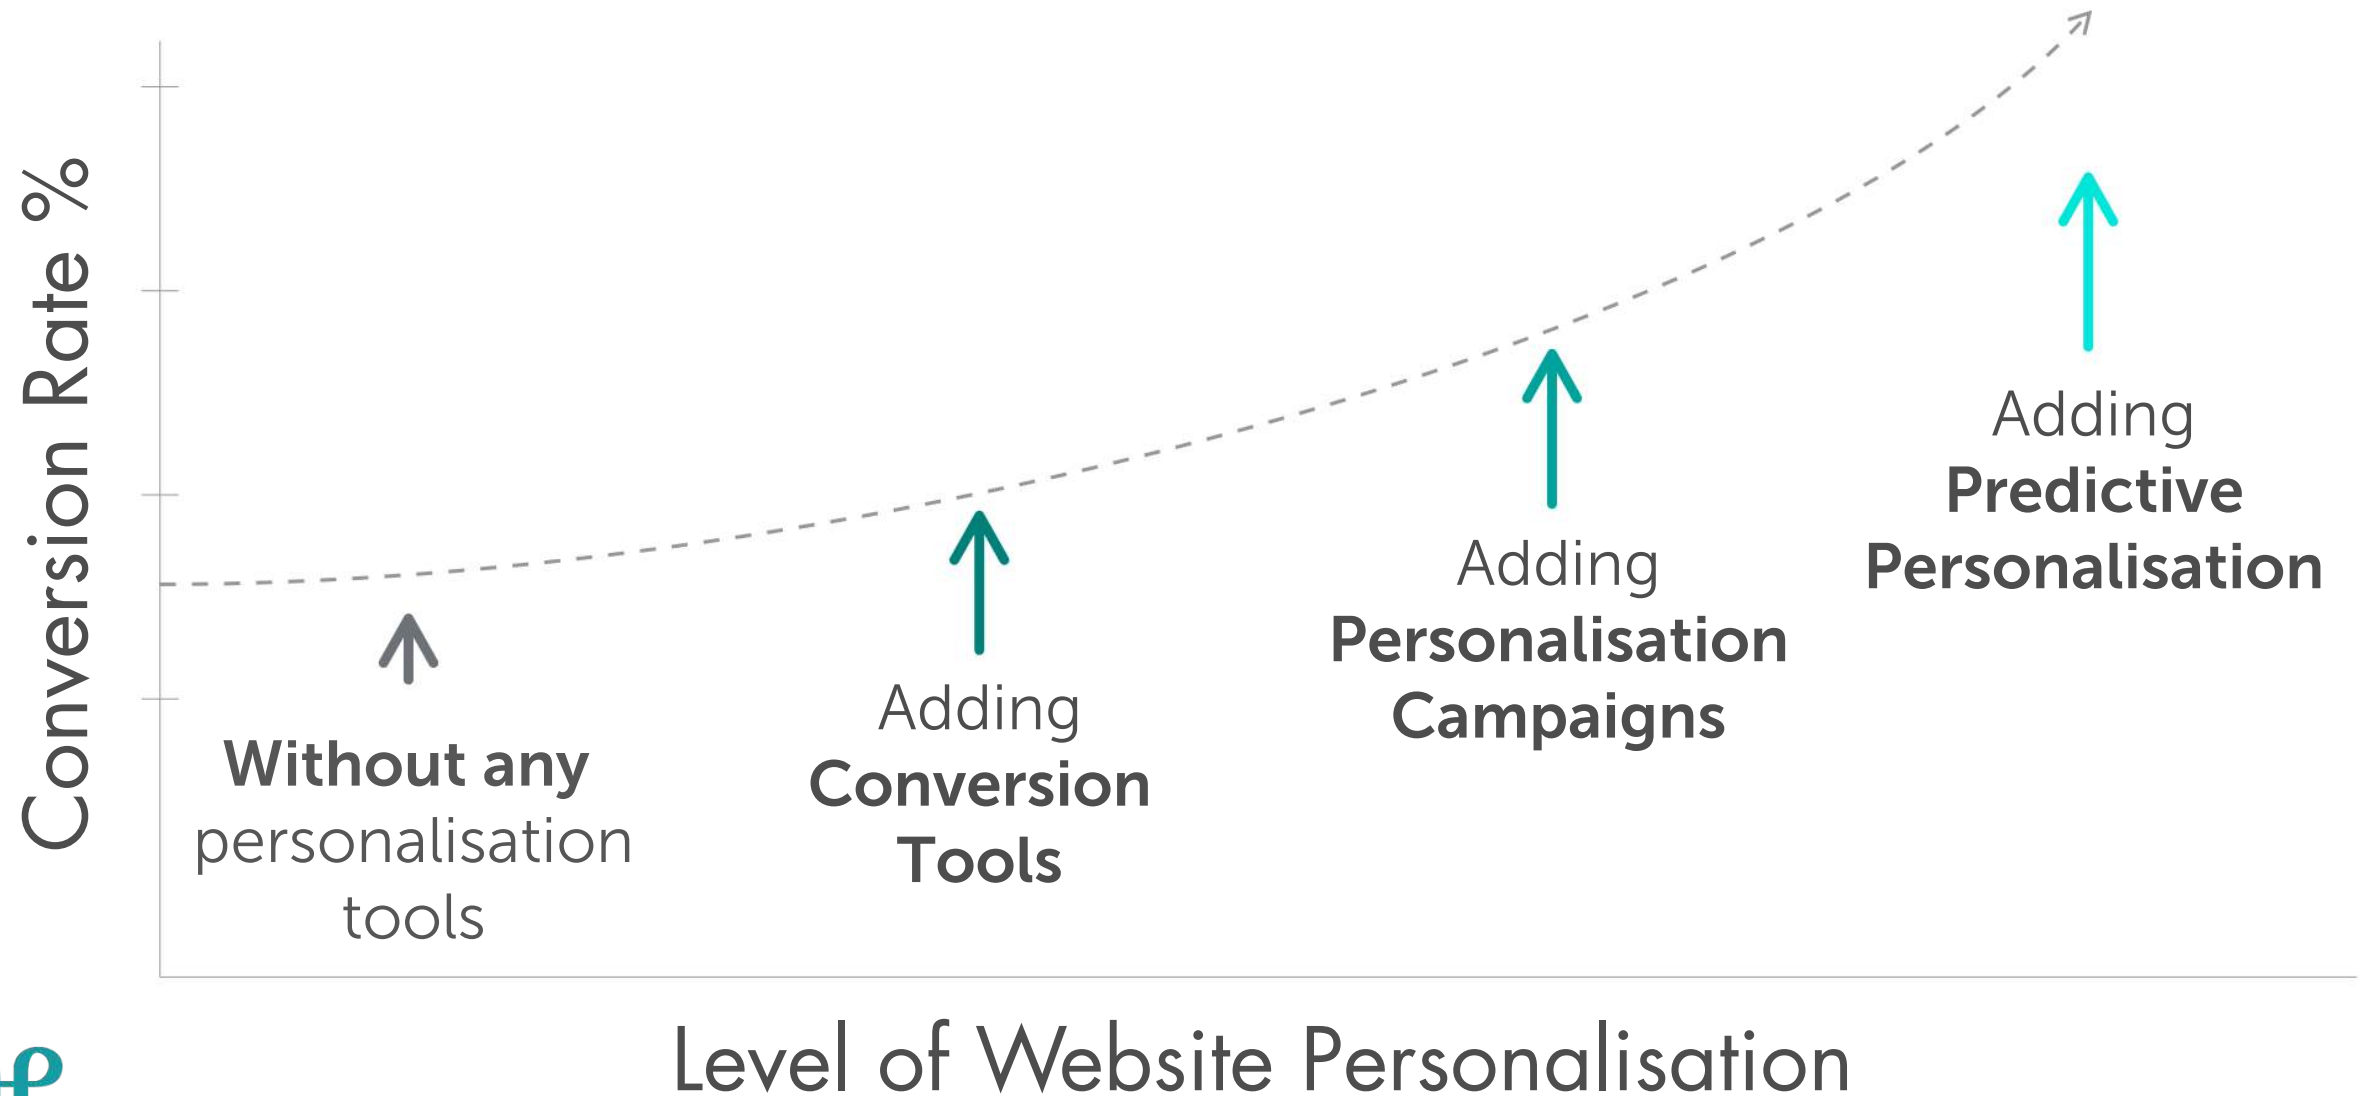 Conversion Rate %
Without any
personalisation
tools
Adding
Conversion
Tools
Adding
Personalisation
Campaigns
Adding
Predictive
Personalisation
Level of Website Personalisation